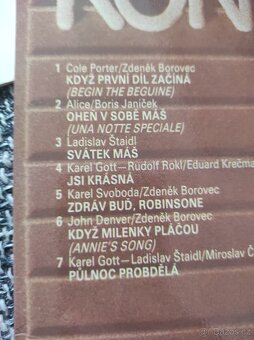 KON
1 Cole Porter/Zdeněk Borovec
KDYŽ PRVNÍ DÍL ZAČÍNÁ
(BEGIN THE BEGUINE)
2 Alice/Boris Janíček
OHEN V SOBĚ MÁŠ
(UNA NOTTE SPECIALE)
3 Ladislav Štaidl
SVÁTEK MÁŠ
4 Karel Gott–Rudolf Rokl/Eduard Krečma
JSI KRÁSNÁ
5 Karel Svoboda/Zdeněk Borovec
ZDRÁV BUĎ, ROBINSONE
6 John Denver/Zdeněk Borovec
KDYŽ MILENKY PLÁČOU
(ANNIE'S SONG)
7 Karel Gott–Ladislav Štaidl/Miroslav Č
PŮLNOC PROBDĚLÁ